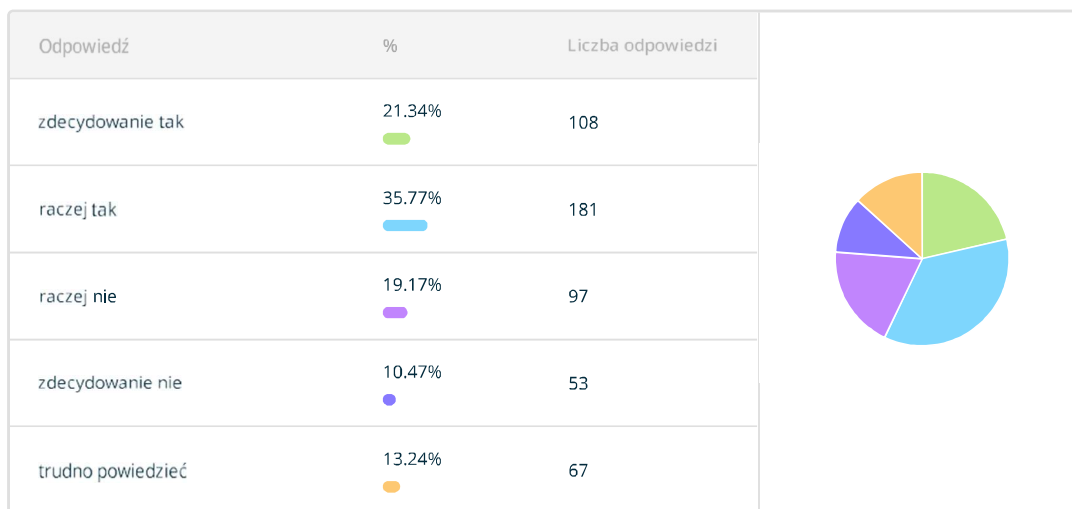 Odpowiedź % Liczba odpowiedzi
zdecydowanie tak 21.34% 108
raczej tak 35.77% 181
raczej nie 19.17% 97
zdecydowanie nie 10.47% 53
trudno powiedzieć 13.24% 67